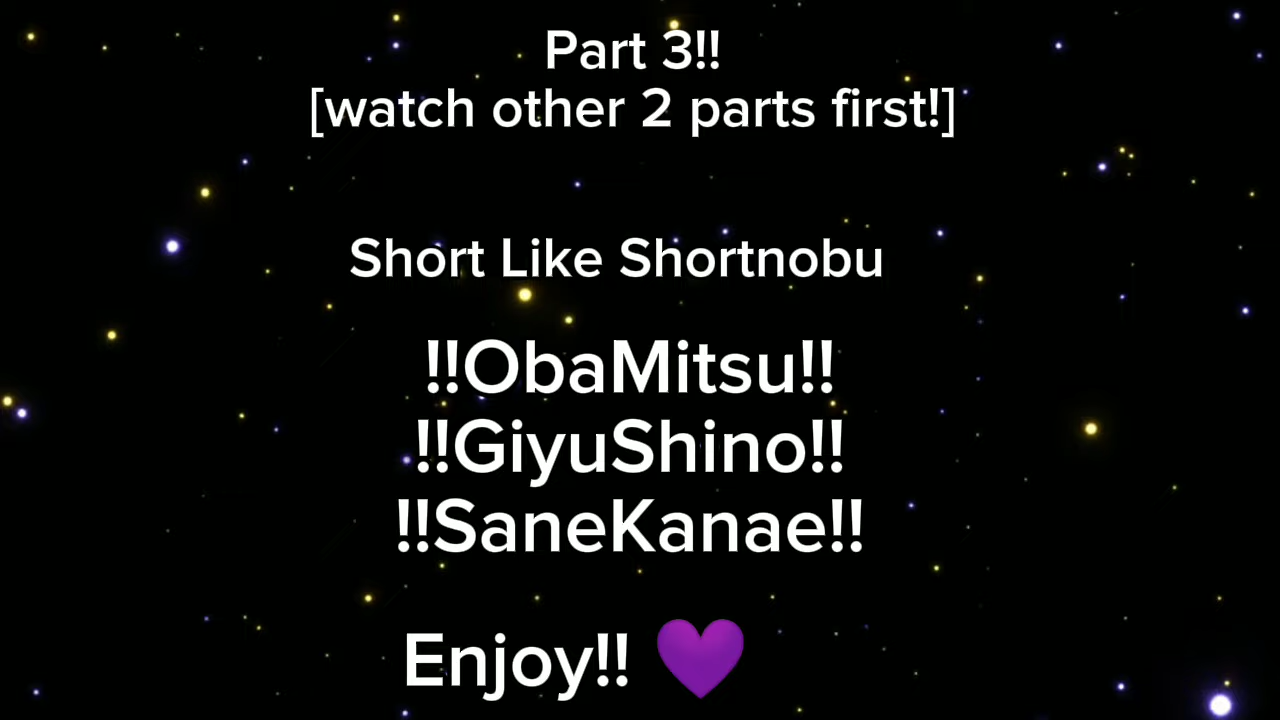 Part 3!!
[watch other 2 parts first!]
Short Like Shortnobu
!!ObaMitsu!!
!!GiyuShino!!
!!SaneKanae!!
Enjoy!! 💜